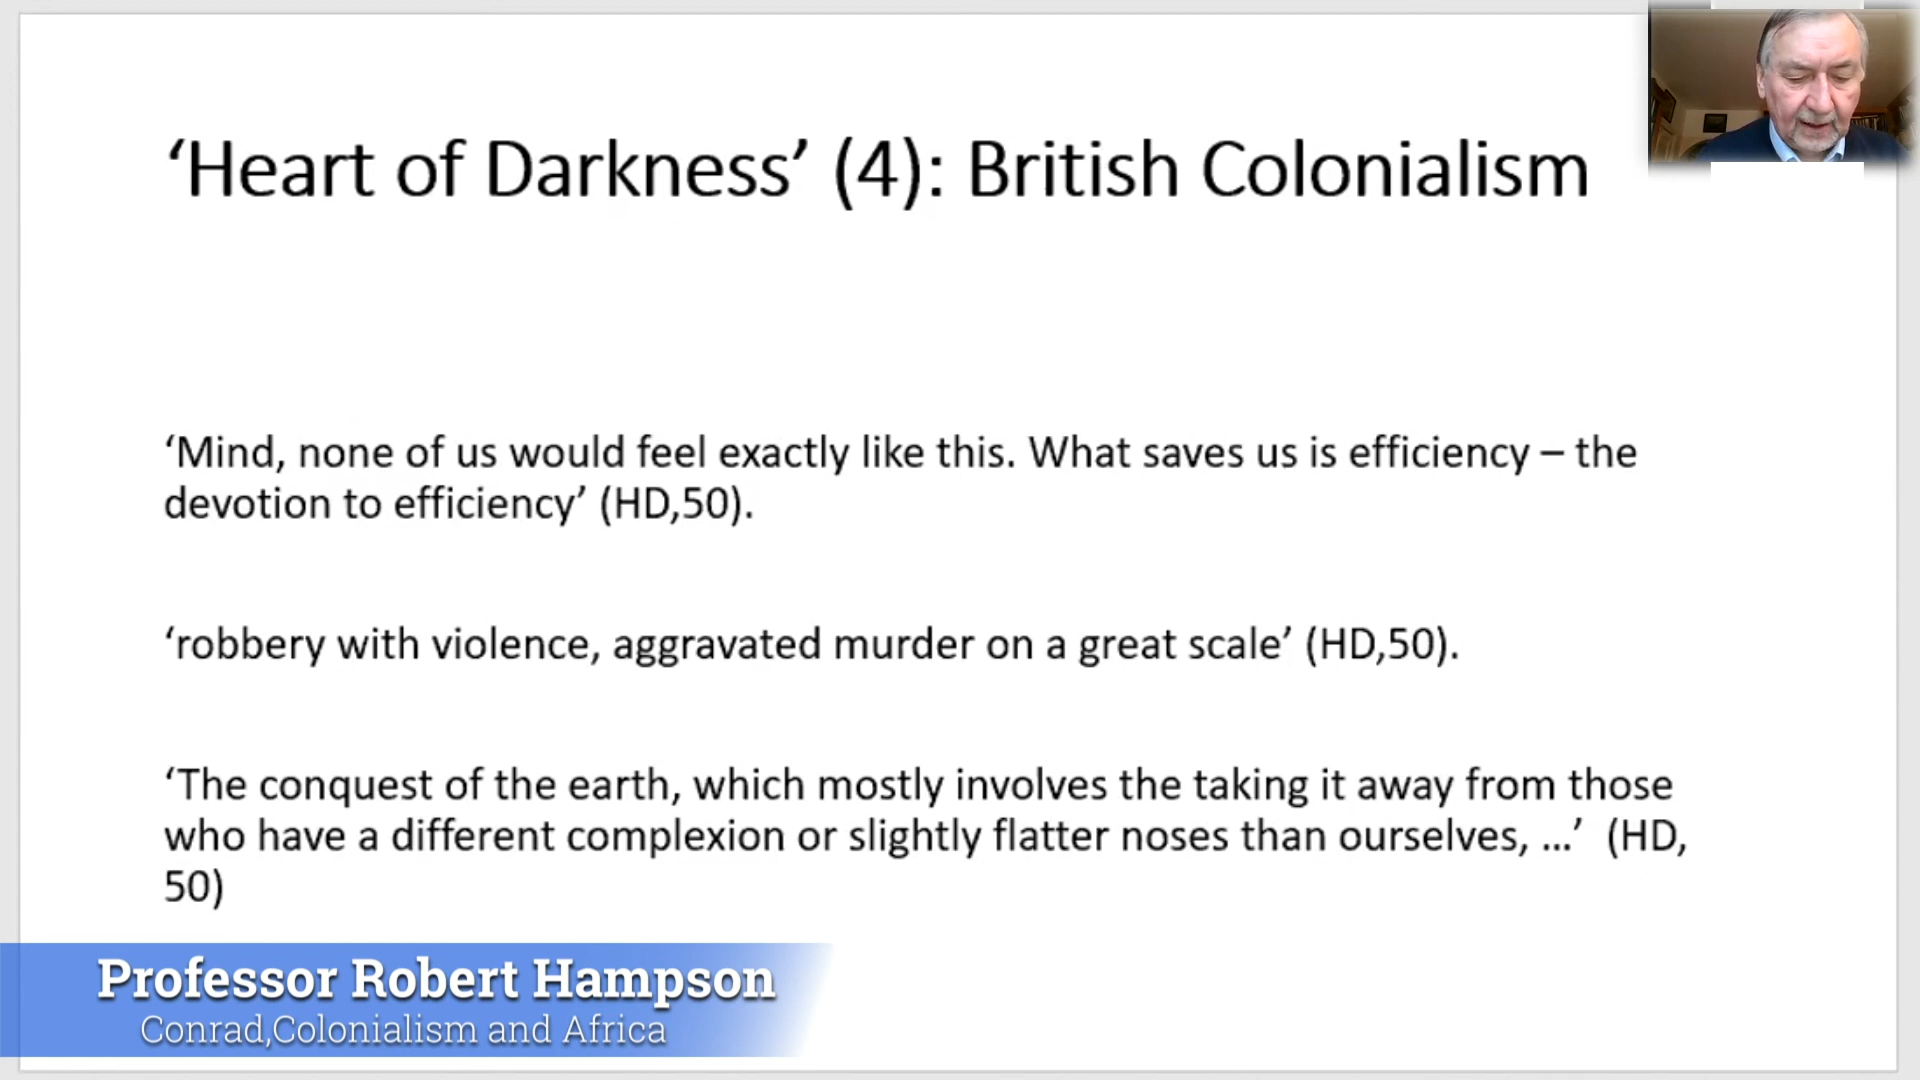 ‘Heart of Darkness’ (4): British Colonialism
‘Mind, none of us would feel exactly like this. What saves us is efficiency – the
devotion to efficiency’ (HD,50).
‘robbery with violence, aggravated murder on a great scale’ (HD,50).
‘The conquest of the earth, which mostly involves the taking it away from those
who have a different complexion or slightly flatter noses than ourselves, ...’  (HD,
50)
Professor Robert Hampson
Conrad,Colonialism and Africa